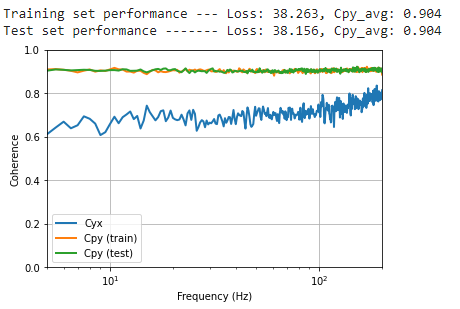 Training set performance --- Loss: 38.263, Cpy_avg: 0.904
Test set performance ------- Loss: 38.156, Cpy_avg: 0.904
1.0
0.8
0.6
0.4
0.2
0.0
Coherence
Cyx
Cpy (train)
Cpy (test)
10¹
10²
Frequency (Hz)